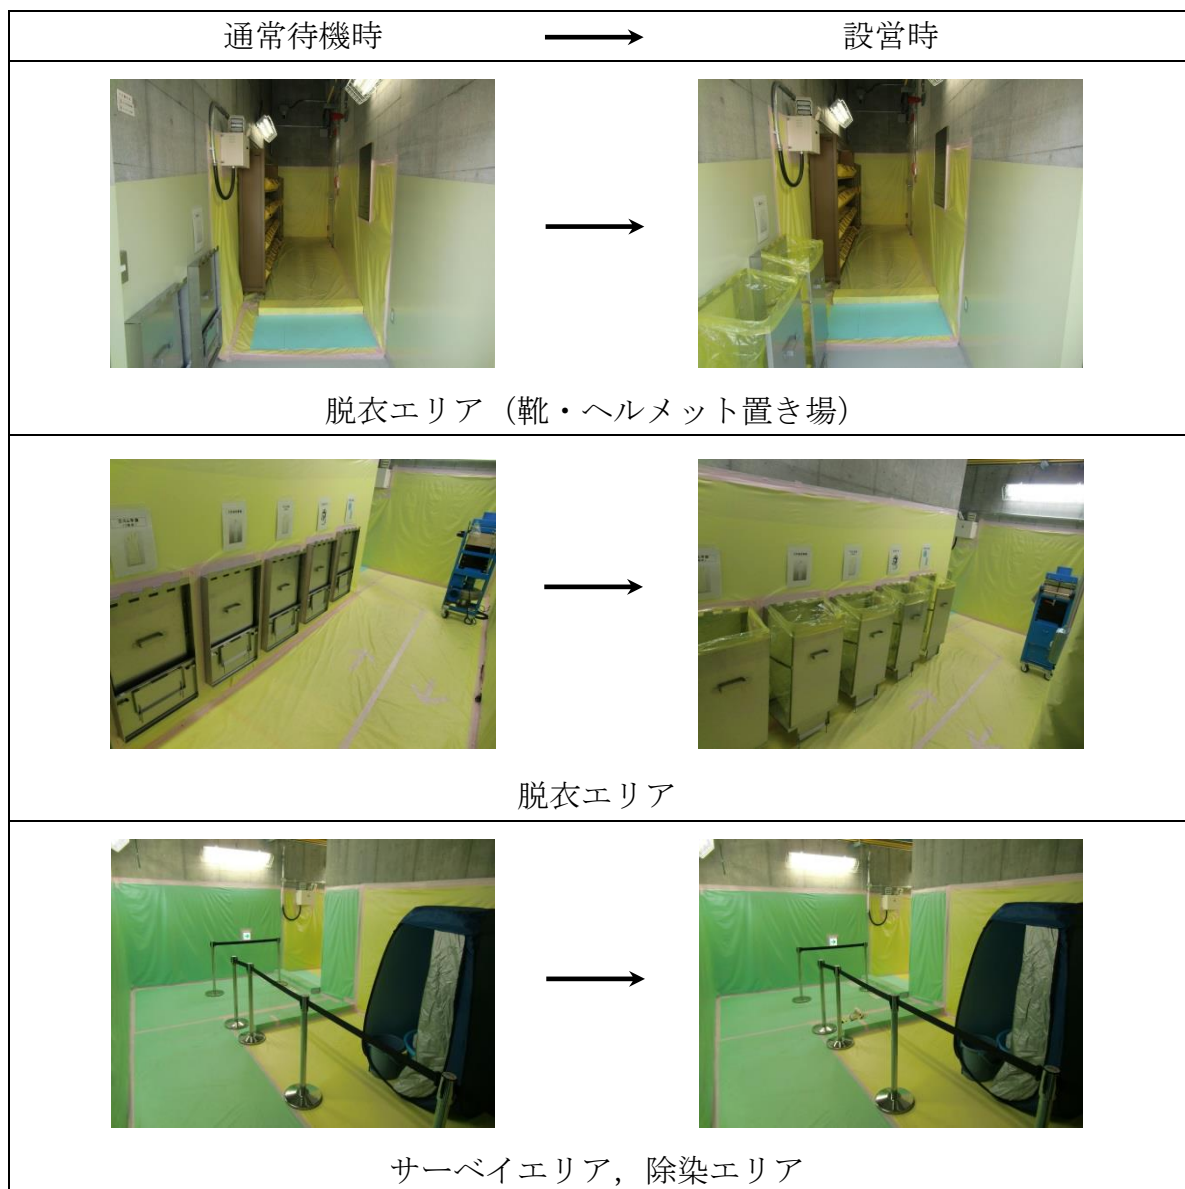 通常待機時 → 設営時
→
脱衣エリア（靴・ヘルメット置き場）
→
脱衣エリア
→
サーベイエリア，除染エリア